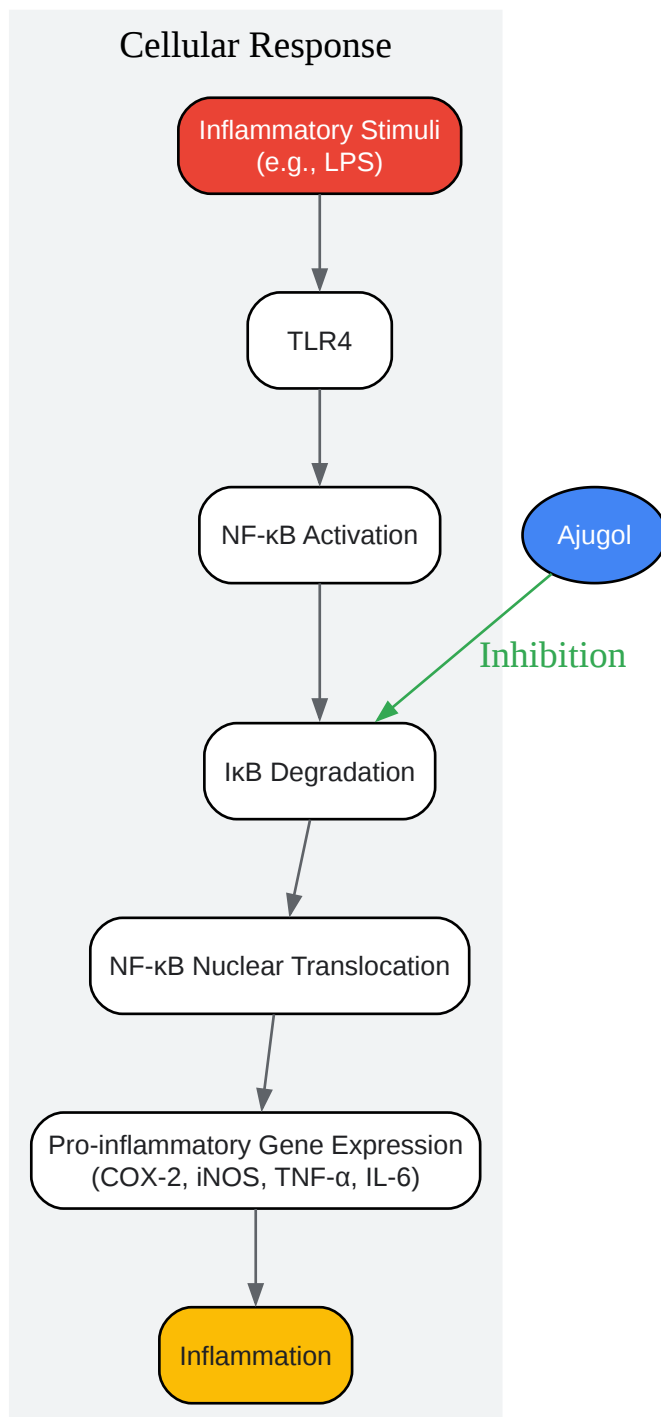 Cellular Response
Inflammatory Stimuli
(e.g., LPS)
TLR4
NF-κB Activation
Ajugol
Inhibition
IκB Degradation
NF-κB Nuclear Translocation
Pro-inflammatory Gene Expression
(COX-2, iNOS, TNF-α, IL-6)
Inflammation